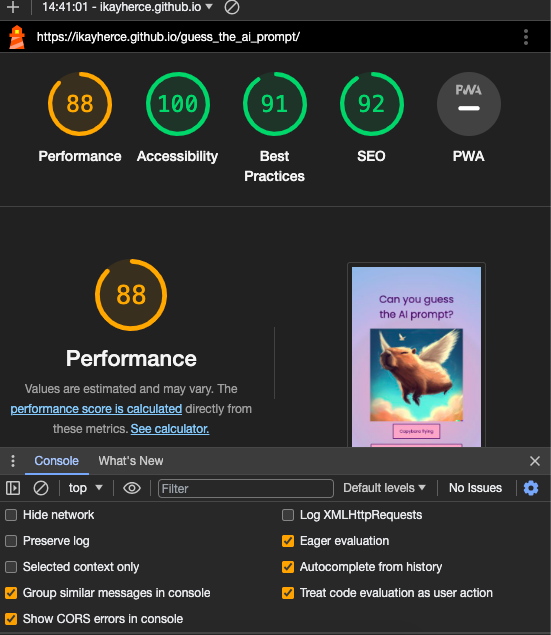 14:41:01 - ikayherce.github.io
https://ikayherce.github.io/guess_the_ai_prompt/
88
100
91
92
PWA
Performance
Accessibility
Best
Practices
SEO
PWA
88
Performance
Values are estimated and may vary. The
performance score is calculated directly from
these metrics. See calculator.
Can you guess
the AI prompt?
Capybara flying
Console
What's New
top
Filter
Default levels
No Issues
Hide network
Log XMLHttpRequests
Preserve log
Eager evaluation
Selected context only
Autocomplete from history
Group similar messages in console
Treat code evaluation as user action
Show CORS errors in console